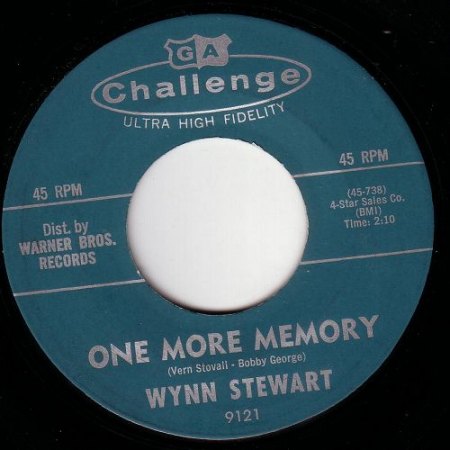 GA
Challenge
ULTRA HIGH FIDELITY
45 RPM
45 RPM
Dist. by
WARNER BROS.
RECORDS
(45-738)
4-Star Sales Co.
(BMI)
Time: 2:10
ONE MORE MEMORY
(Vern Stovall - Bobby George)
WYNN STEWART
9121